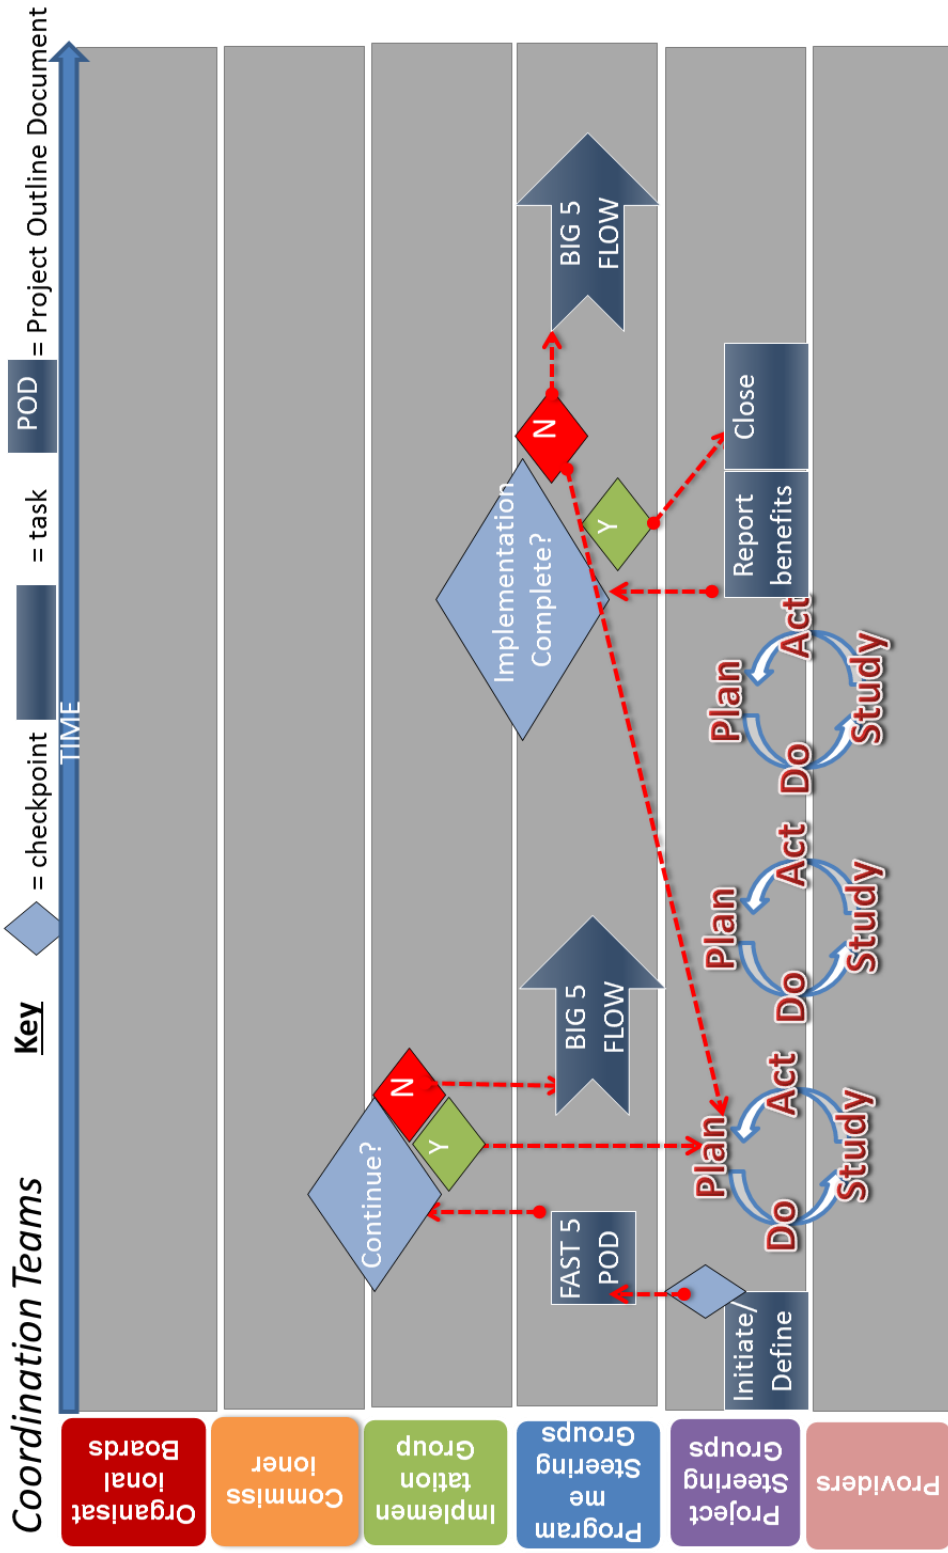 Coordination Teams
Key
= checkpoint
= task
POD
= Project Outline Document
TIME
Organisat
ional
Boards
Commiss
ioner
Implemen
tation
Group
Program
me
Steering
Groups
Project
Steering
Groups
Providers
Continue?
N
Y
FAST 5
POD
BIG 5
FLOW
Initiate/
Define
Plan
Do
Study
Act
Plan
Do
Study
Act
Plan
Do
Study
Act
Implementation
Complete?
N
Y
BIG 5
FLOW
Report
benefits
Close